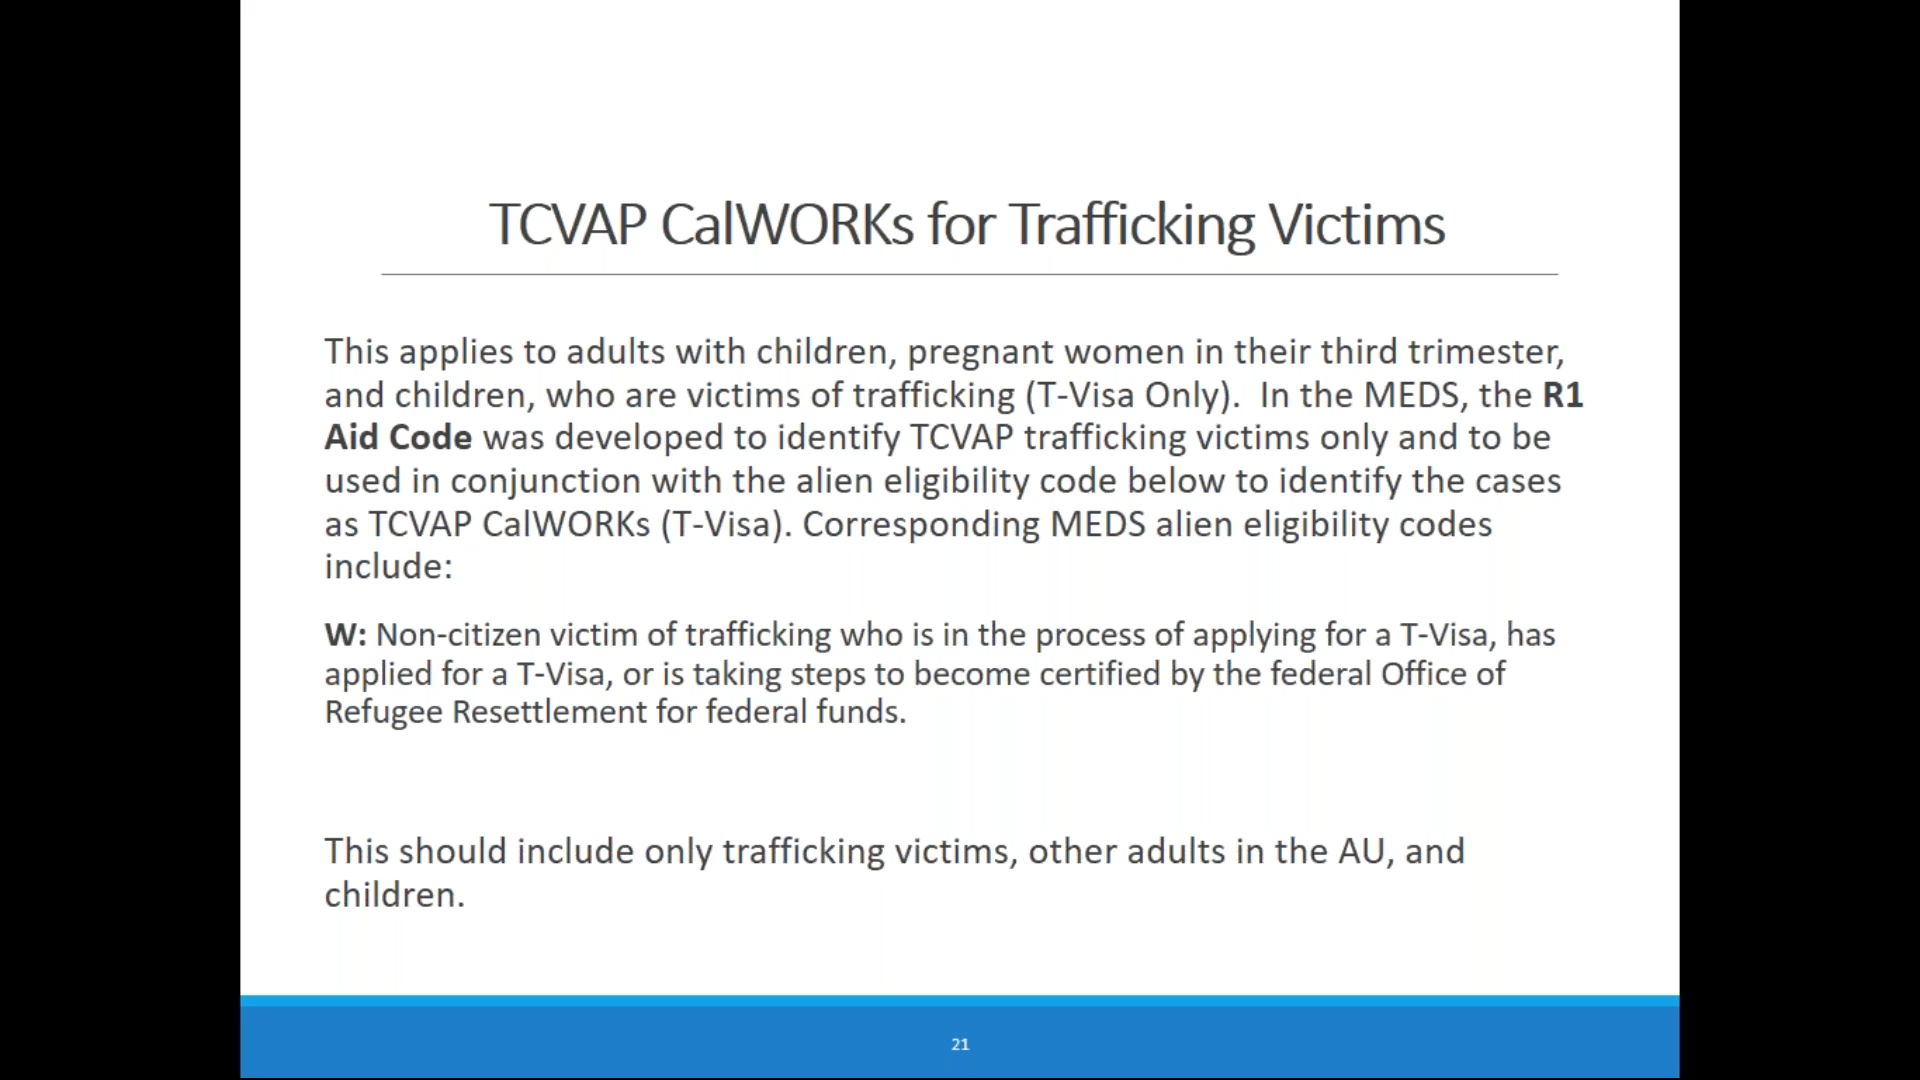 TCVAP CalWORKs for Trafficking Victims
This applies to adults with children, pregnant women in their third trimester,
and children, who are victims of trafficking (T-Visa Only).  In the MEDS, the R1
Aid Code was developed to identify TCVAP trafficking victims only and to be
used in conjunction with the alien eligibility code below to identify the cases
as TCVAP CalWORKs (T-Visa). Corresponding MEDS alien eligibility codes
include:
W: Non-citizen victim of trafficking who is in the process of applying for a T-Visa, has
applied for a T-Visa, or is taking steps to become certified by the federal Office of
Refugee Resettlement for federal funds.
This should include only trafficking victims, other adults in the AU, and
children.
21